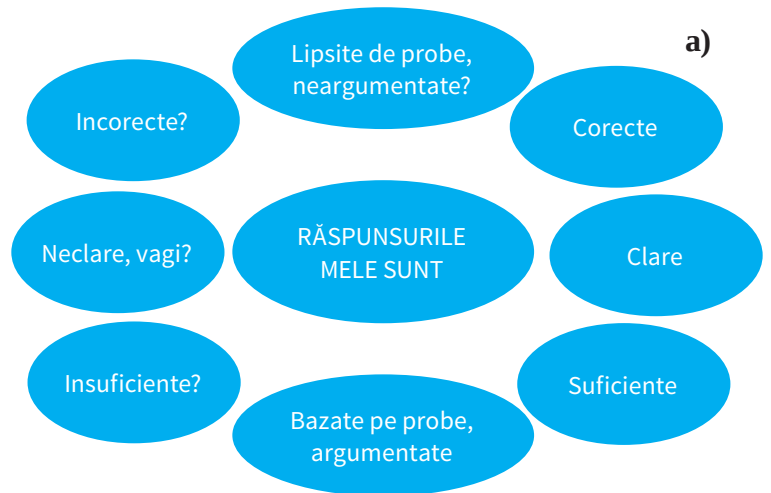 Lipsite de probe,
neargumentate?
a)
Incorecte?
Corecte
Neclare, vagi?
RĂSPUNSURILE
MELE SUNT
Clare
Insuficiente?
Suficiente
Bazate pe probe,
argumentate